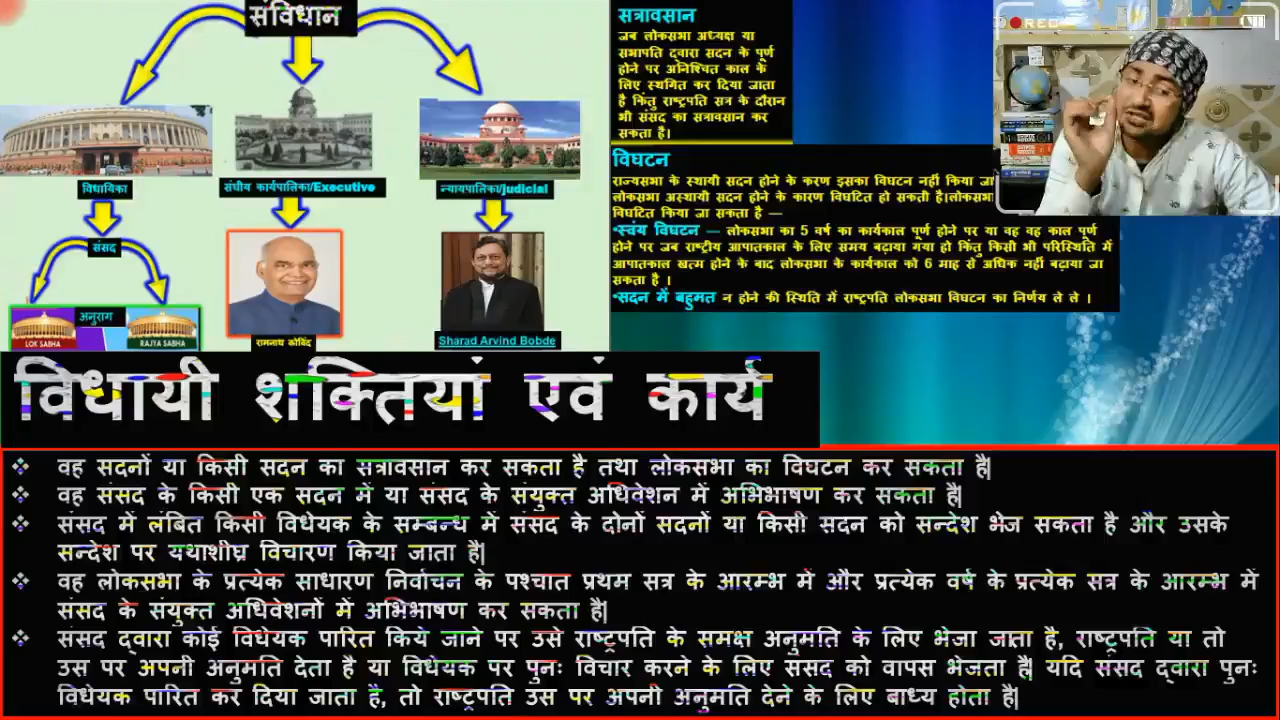 संविधान
विधायिका
संघीय कार्यपालिका/Executive
न्यायपालिका/judicial
संसद
अनुराग
LOK SABHA
RAJYA SABHA
रामनाथ कोविंद
Sharad Arvind Bobde
सत्रावसान
जब लोकसभा अध्यक्ष या
सभापति द्वारा सदन के पूर्ण
होने पर अनिश्चित काल के
लिए स्थगित कर दिया जाता
है किंतु राष्ट्रपति सत्र के दौरान
भी संसद का सत्रावसान कर
सकता है।
विघटन
राज्यसभा के स्थायी सदन होने के करण इसका विघटन नहीं किया जा
लोकसभा अस्थायी सदन होने के कारण विघटित हो सकती है।लोकसभा
विघटित किया जा सकता है —
•स्वंय विघटन — लोकसभा का 5 वर्ष का कार्यकाल पूर्ण होने पर या वह वह काल पूर्ण
होने पर जब राष्ट्रीय आपातकाल के लिए समय बढ़ाया गया हो किंतु किसी भी परिस्थिति में
आपातकाल खत्म होने के बाद लोकसभा के कार्यकाल को 6 माह से अधिक नहीं बढ़ाया जा
सकता है ।
•सदन में बहुमत न होने की स्थिति में राष्ट्रपति लोकसभा विघटन का निर्णय ले ले ।
REC
विधायी शक्तियां एवं कार्य
❖ वह सदनों या किसी सदन का सत्रावसान कर सकता है तथा लोकसभा का विघटन कर सकता है|
❖ वह संसद के किसी एक सदन में या संसद के संयुक्त अधिवेशन में अभिभाषण कर सकता है|
❖ संसद में लंबित किसी विधेयक के सम्बन्ध में संसद के दोनों सदनों या किसी सदन को सन्देश भेज सकता है और उसके
सन्देश पर यथाशीघ्र विचारण किया जाता है|
❖ वह लोकसभा के प्रत्येक साधारण निर्वाचन के पश्चात प्रथम सत्र के आरम्भ में और प्रत्येक वर्ष के प्रत्येक सत्र के आरम्भ में
संसद के संयुक्त अधिवेशनों में अभिभाषण कर सकता है|
❖ संसद द्वारा कोई विधेयक पारित किये जाने पर उसे राष्ट्रपति के समक्ष अनुमति के लिए भेजा जाता है, राष्ट्रपति या तो
उस पर अपनी अनुमति देता है या विधेयक पर पुनः विचार करने के लिए संसद को वापस भेजता है| यदि संसद द्वारा पुनः
विधेयक पारित कर दिया जाता है, तो राष्ट्रपति उस पर अपनी अनुमति देने के लिए बाध्य होता है|